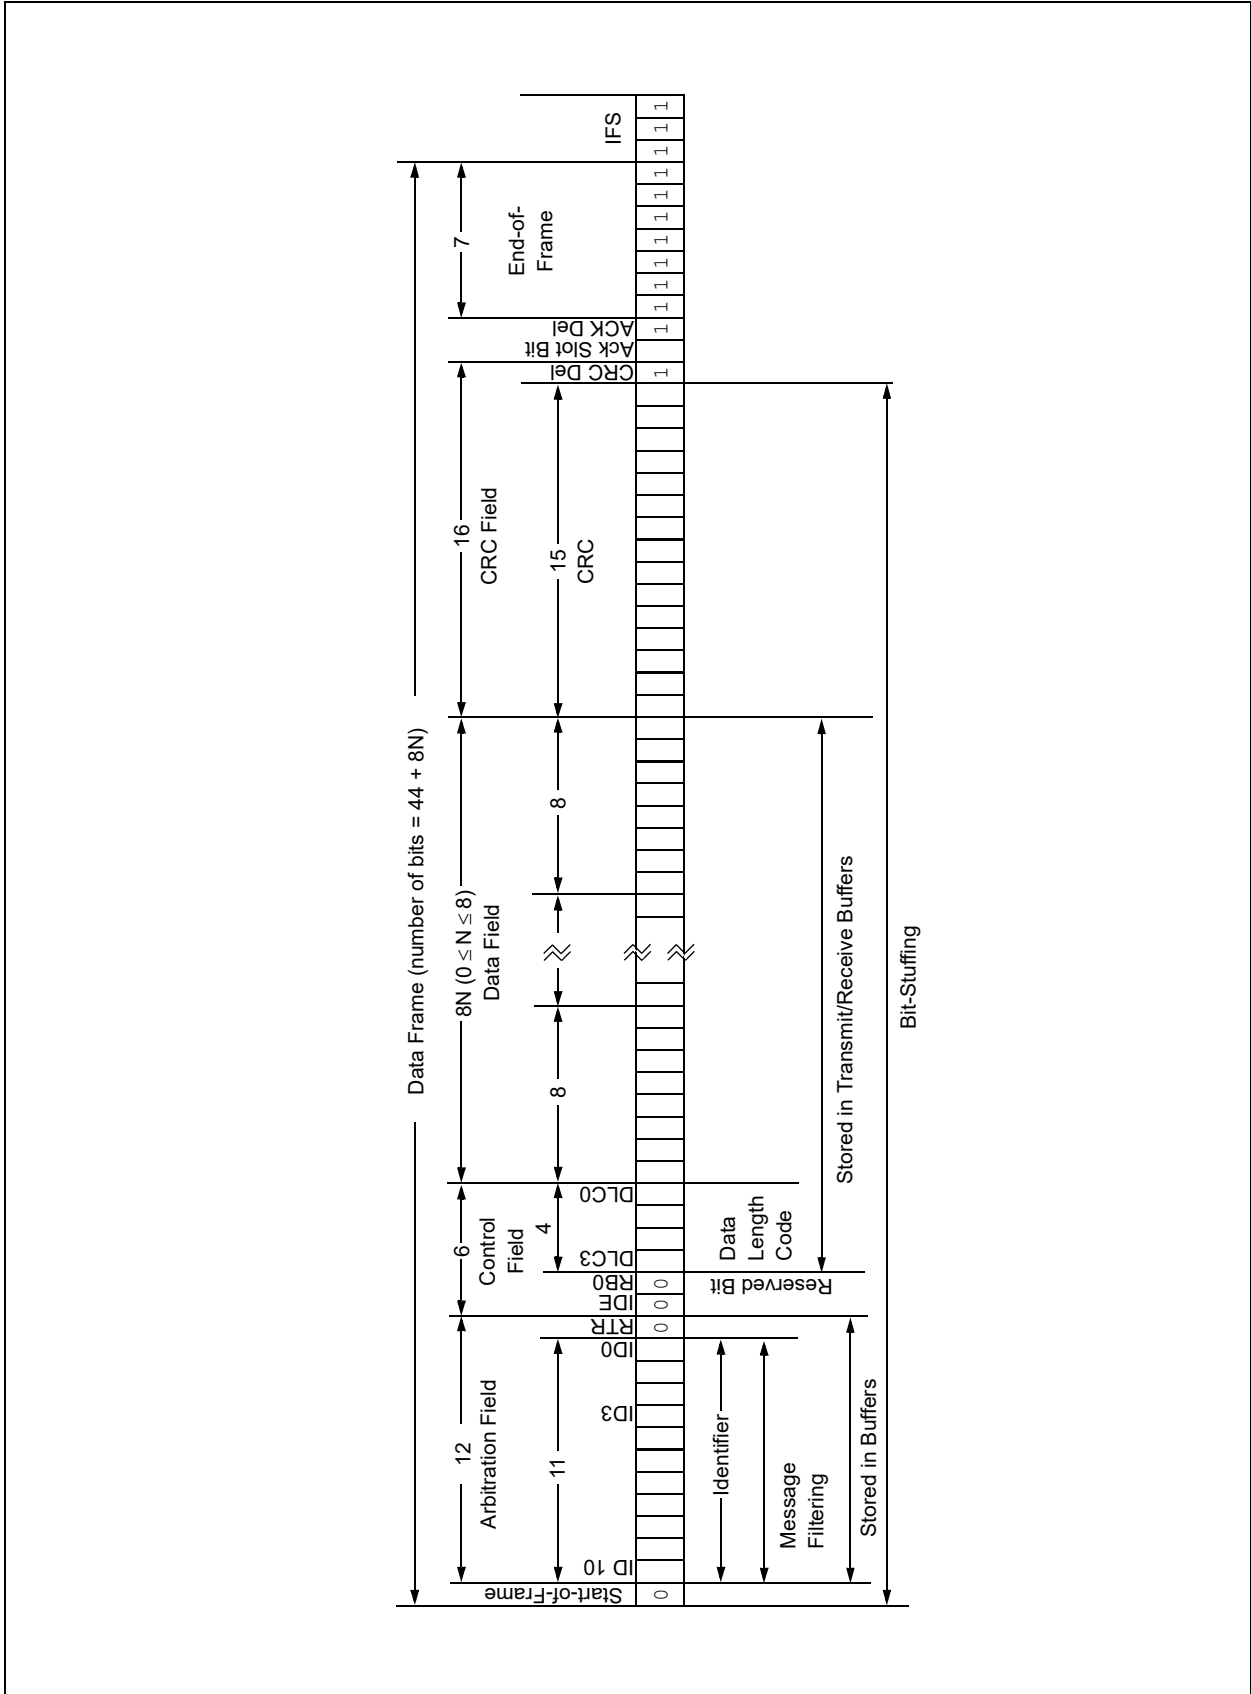 Data Frame (number of bits = 44 + 8N)
12
Arbitration Field
6
Control
Field
8N (0 ≤ N ≤ 8)
Data Field
16
CRC Field
7
End-of-
Frame
IFS
11
4
8
8
15
CRC
Start-of-Frame
ID 10
ID3
ID0
RTR
IDE
RB0
DLC3
DLC0
CRC Del
Ack Slot Bit
ACK Del
0
0
0
0
1
1
1
1
1
1
1
1
1
1
1
1
Identifier
Message
Filtering
Stored in Buffers
Reserved Bit
Data
Length
Code
Stored in Transmit/Receive Buffers
Bit-Stuffing